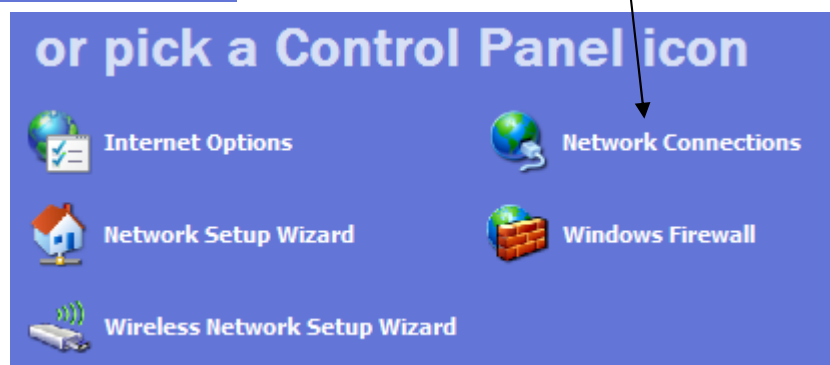 or pick a Control Panel icon
Internet Options
Network Connections
Network Setup Wizard
Windows Firewall
Wireless Network Setup Wizard